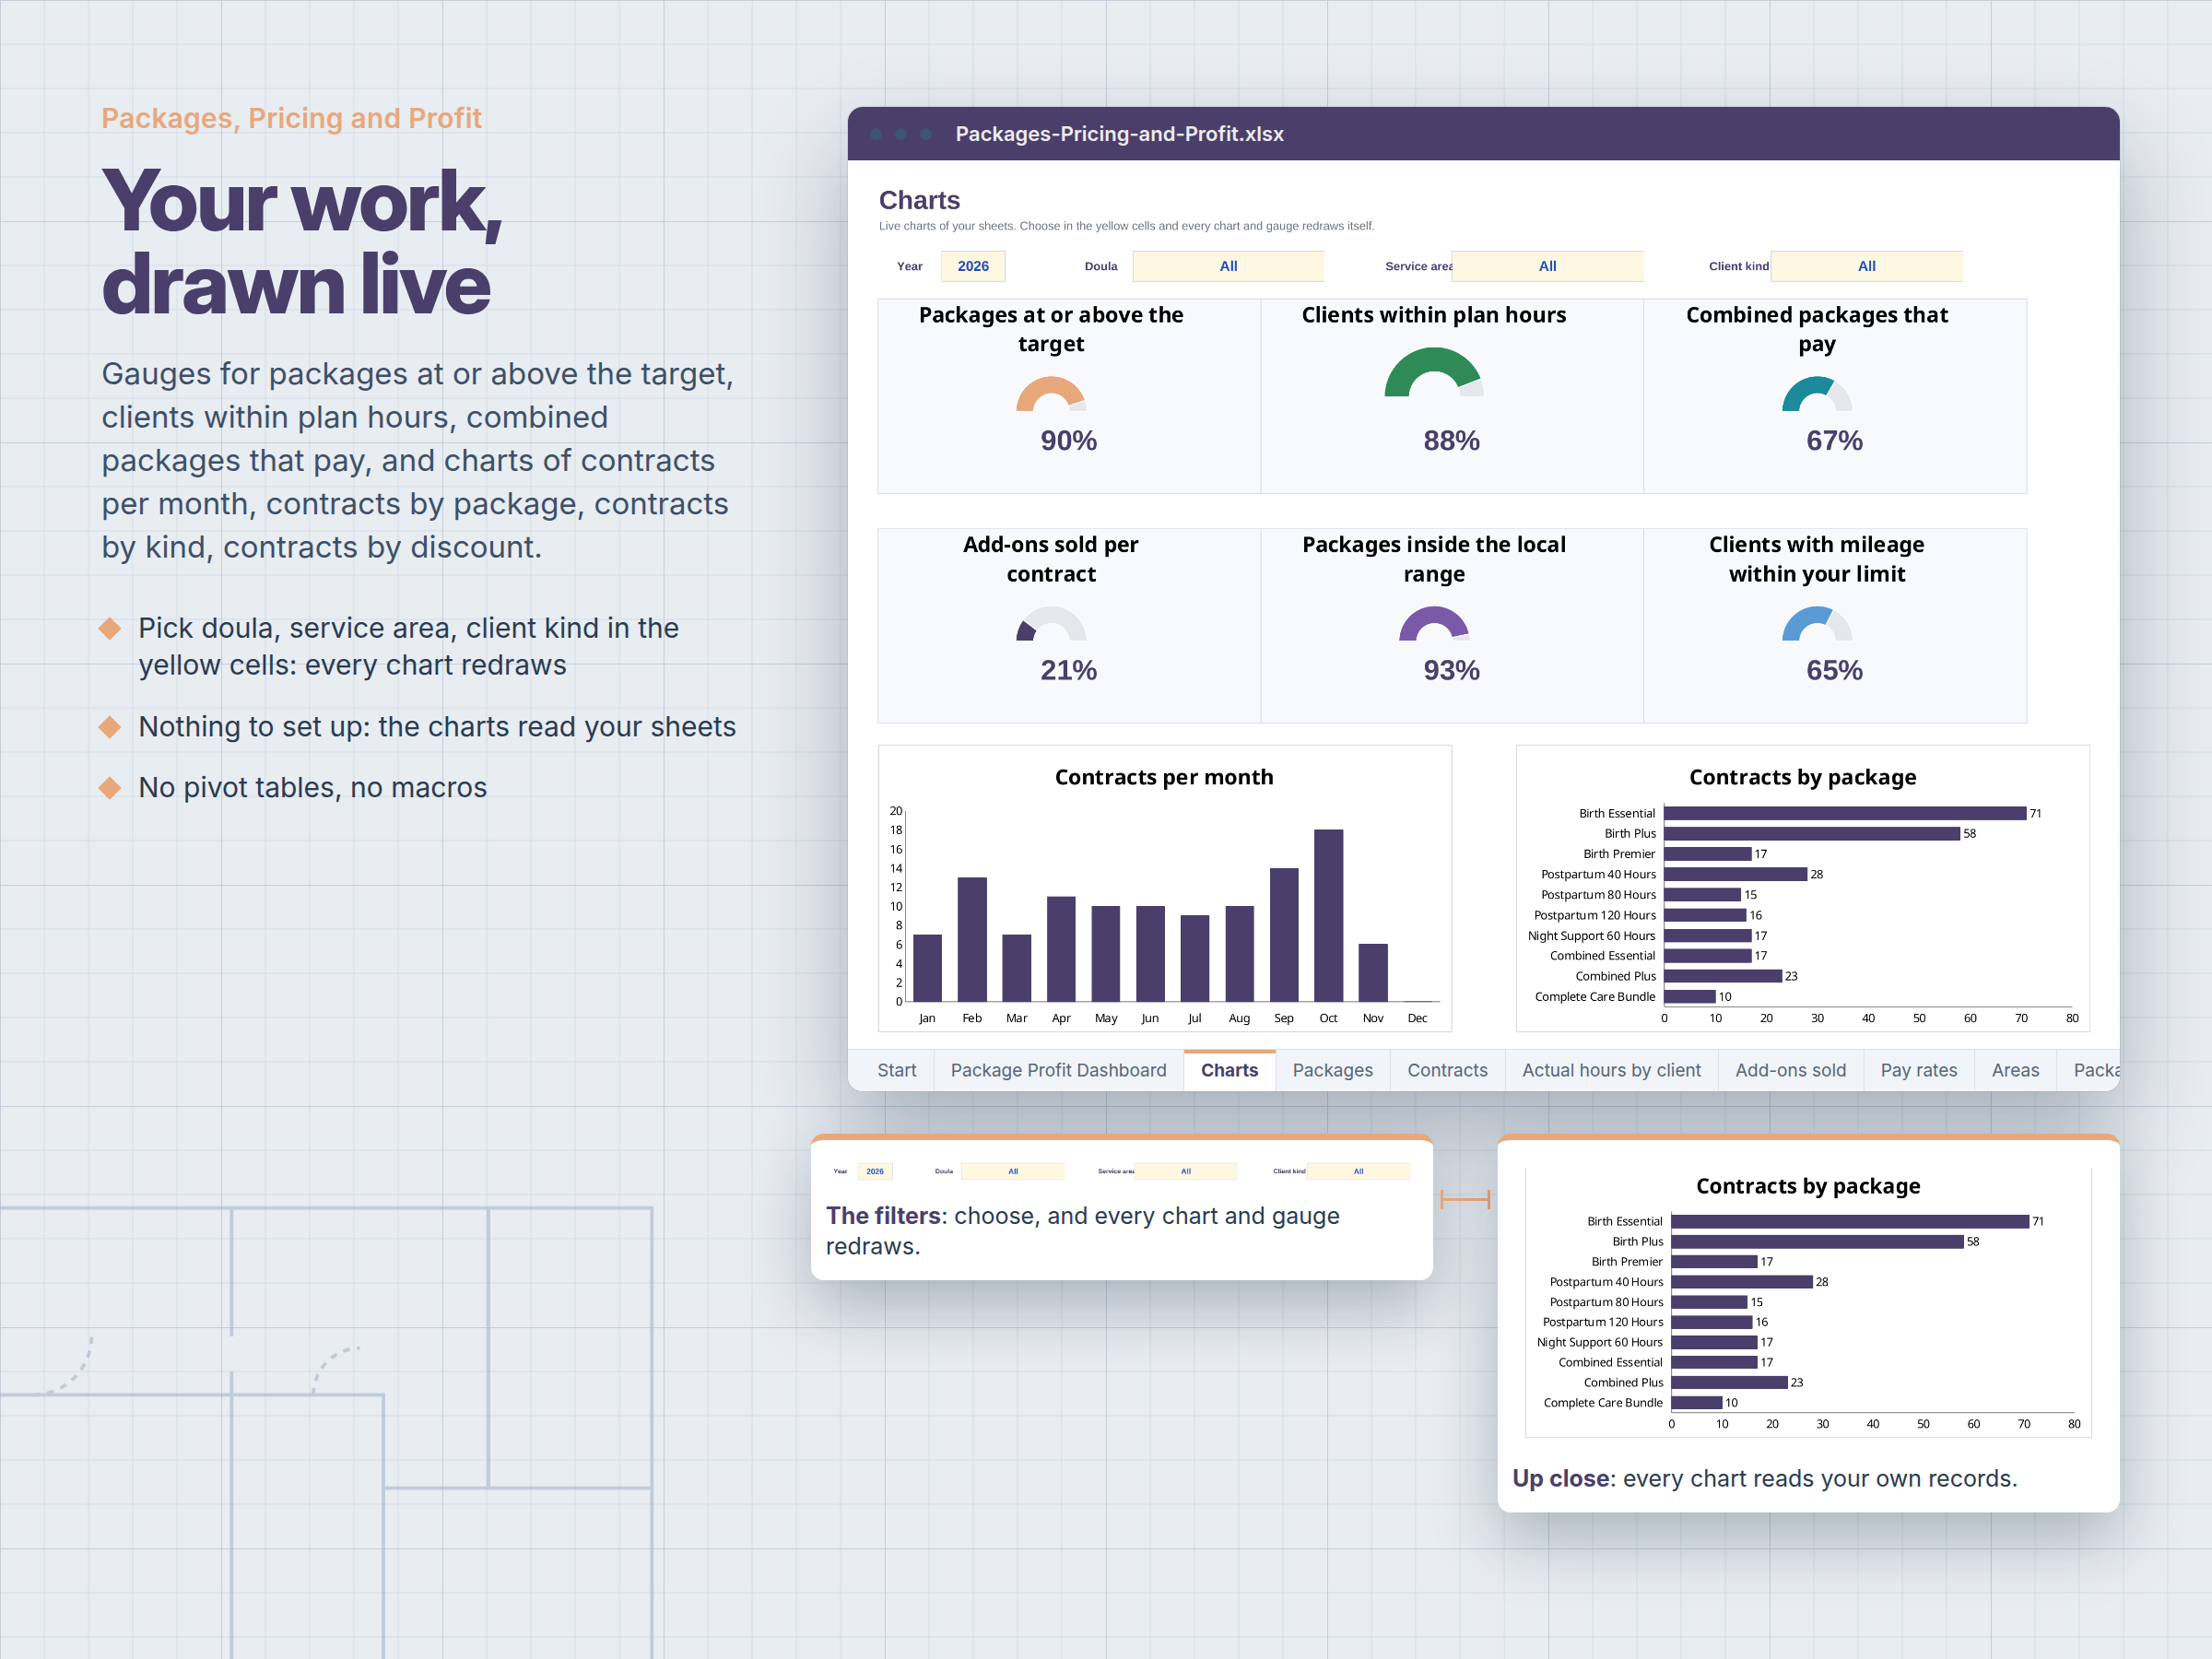 Packages, Pricing and Profit
Your work,
drawn live
Gauges for packages at or above the target,
clients within plan hours, combined
packages that pay, and charts of contracts
per month, contracts by package, contracts
by kind, contracts by discount.
Pick doula, service area, client kind in the
yellow cells: every chart redraws
Nothing to set up: the charts read your sheets
No pivot tables, no macros
Packages-Pricing-and-Profit.xlsx
Charts
Live charts of your sheets. Choose in the yellow cells and every chart and gauge redraws itself.
Year 2026 Doula All Service area All Client kind All
Packages at or above the
target
90%
Clients within plan hours
88%
Combined packages that
pay
67%
Add-ons sold per
contract
21%
Packages inside the local
range
93%
Clients with mileage
within your limit
65%
Contracts per month
20
18
16
14
12
10
8
6
4
2
0
Jan Feb Mar Apr May Jun Jul Aug Sep Oct Nov Dec
Contracts by package
Birth Essential 71
Birth Plus 58
Birth Premier 17
Postpartum 40 Hours 28
Postpartum 80 Hours 15
Postpartum 120 Hours 16
Night Support 60 Hours 17
Combined Essential 17
Combined Plus 23
Complete Care Bundle 10
0 10 20 30 40 50 60 70 80
Start Package Profit Dashboard Charts Packages Contracts Actual hours by client Add-ons sold Pay rates Areas Packa
Year 2026 Doula All Service area All Client kind All
The filters: choose, and every chart and gauge
redraws.
Contracts by package
Birth Essential 71
Birth Plus 58
Birth Premier 17
Postpartum 40 Hours 28
Postpartum 80 Hours 15
Postpartum 120 Hours 16
Night Support 60 Hours 17
Combined Essential 17
Combined Plus 23
Complete Care Bundle 10
0 10 20 30 40 50 60 70 80
Up close: every chart reads your own records.